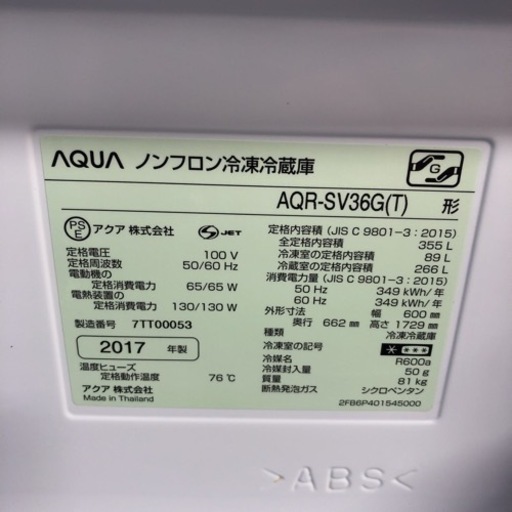 AQUA ノンフロン冷凍冷蔵庫
G
AQR-SV36G(T) 形
PSE アクア 株式会社 S JET
定格電圧 100 V
定格周波数 50/60 Hz
電動機の
定格消費電力 65/65 W
電熱装置の
定格消費電力 130/130 W
製造番号 7TT00053
2017 年製
温度ヒューズ
定格動作温度 76℃
アクア 株式会社
Made in Thailand
定格内容積 (JIS C 9801-3 : 2015)
全定格内容積 355 L
冷凍室の定格内容積 89 L
冷蔵室の定格内容積 266 L
消費電力量 (JIS C 9801-3 : 2015)
50 Hz 349 kWh/年
60 Hz 349 kWh/年
外形寸法 幅 600 mm
奥行 662 mm 高さ 1729 mm
種類 冷凍冷蔵庫
冷凍室の記号 * ***
冷媒名 R600a
冷媒封入量 50 g
質量 81 kg
断熱発泡ガス シクロペンタン
2FB6P401545000
>ABS<